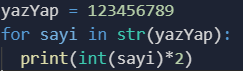 yazYap = 123456789
for sayi in str(yazYap):
  print(int(sayi)*2)